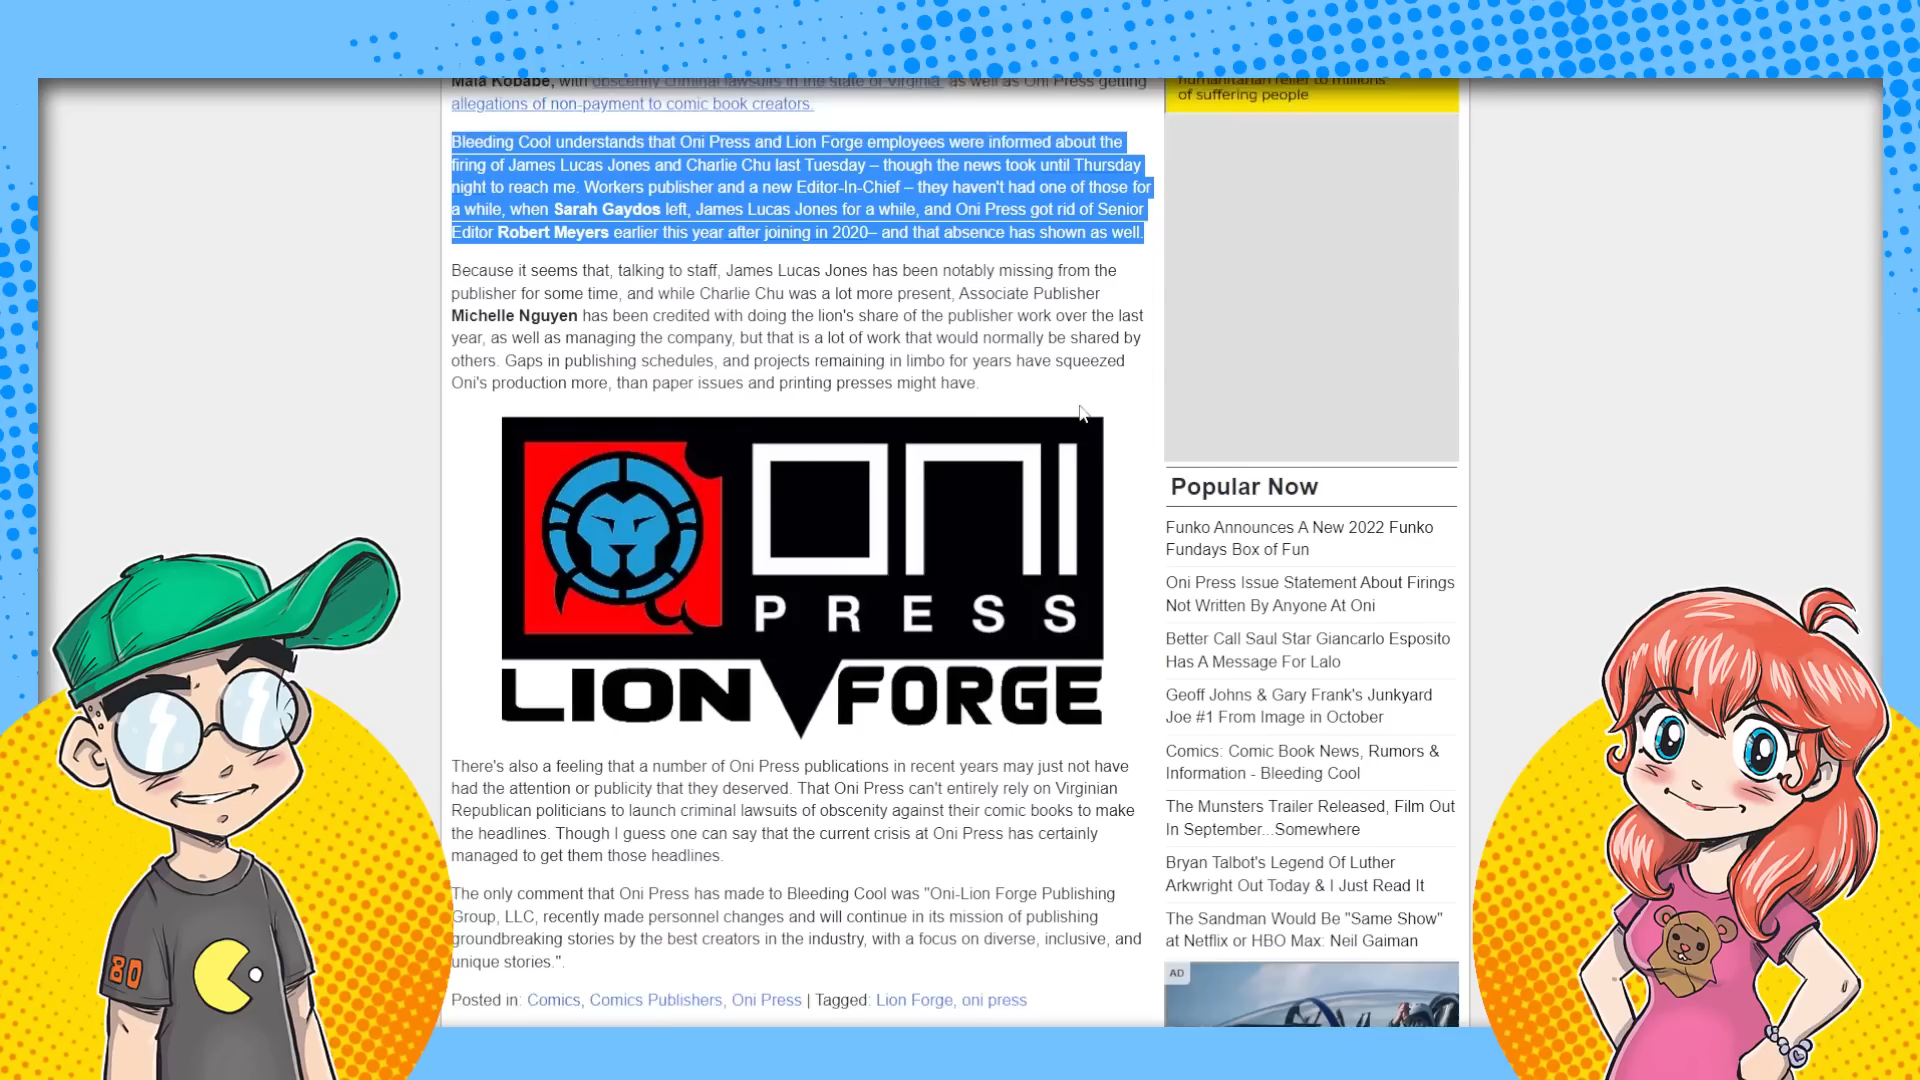 Maia Kobabe, with obscenity criminal lawsuits in the state of Virginia, as well as Oni Press getting
allegations of non-payment to comic book creators.
Bleeding Cool understands that Oni Press and Lion Forge employees were informed about the
firing of James Lucas Jones and Charlie Chu last Tuesday – though the news took until Thursday
night to reach me. Workers publisher and a new Editor-In-Chief – they haven't had one of those for
a while, when Sarah Gaydos left, James Lucas Jones for a while, and Oni Press got rid of Senior
Editor Robert Meyers earlier this year after joining in 2020– and that absence has shown as well.
Because it seems that, talking to staff, James Lucas Jones has been notably missing from the
publisher for some time, and while Charlie Chu was a lot more present, Associate Publisher
Michelle Nguyen has been credited with doing the lion's share of the publisher work over the last
year, as well as managing the company, but that is a lot of work that would normally be shared by
others. Gaps in publishing schedules, and projects remaining in limbo for years have squeezed
Oni's production more, than paper issues and printing presses might have.
ONI
PRESS
LION FORGE
There's also a feeling that a number of Oni Press publications in recent years may just not have
had the attention or publicity that they deserved. That Oni Press can't entirely rely on Virginian
Republican politicians to launch criminal lawsuits of obscenity against their comic books to make
the headlines. Though I guess one can say that the current crisis at Oni Press has certainly
managed to get them those headlines.
The only comment that Oni Press has made to Bleeding Cool was "Oni-Lion Forge Publishing
Group, LLC, recently made personnel changes and will continue in its mission of publishing
groundbreaking stories by the best creators in the industry, with a focus on diverse, inclusive, and
unique stories.".
Posted in: Comics, Comics Publishers, Oni Press | Tagged: Lion Forge, oni press
humanitarian relief to millions
of suffering people
Popular Now
Funko Announces A New 2022 Funko
Fundays Box of Fun
Oni Press Issue Statement About Firings
Not Written By Anyone At Oni
Better Call Saul Star Giancarlo Esposito
Has A Message For Lalo
Geoff Johns & Gary Frank's Junkyard
Joe #1 From Image in October
Comics: Comic Book News, Rumors &
Information - Bleeding Cool
The Munsters Trailer Released, Film Out
In September...Somewhere
Bryan Talbot's Legend Of Luther
Arkwright Out Today & I Just Read It
The Sandman Would Be "Same Show"
at Netflix or HBO Max: Neil Gaiman
AD
80